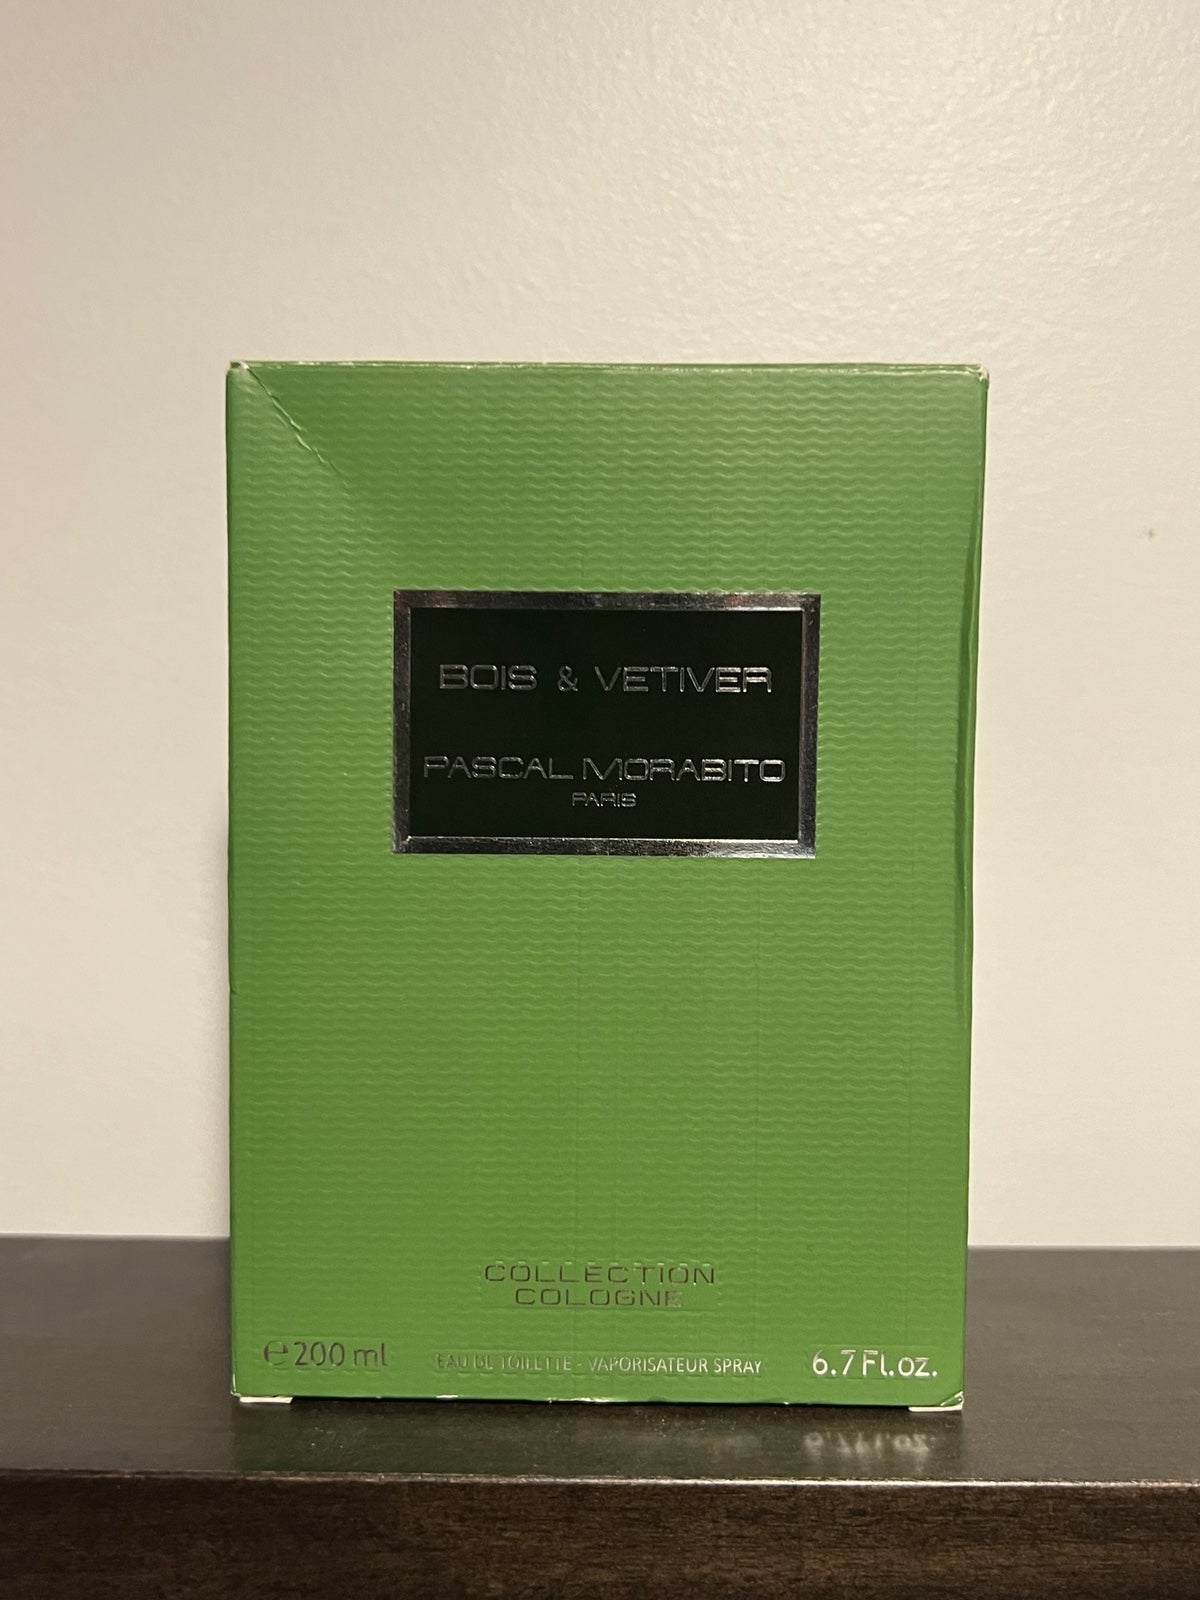 BOIS & VETIVER
PASCAL MORABITO
PARIS
COLLECTION
COLOGNE
℮200 ml EAU DE TOILETTE - VAPORISATEUR SPRAY 6.7 Fl.oz.